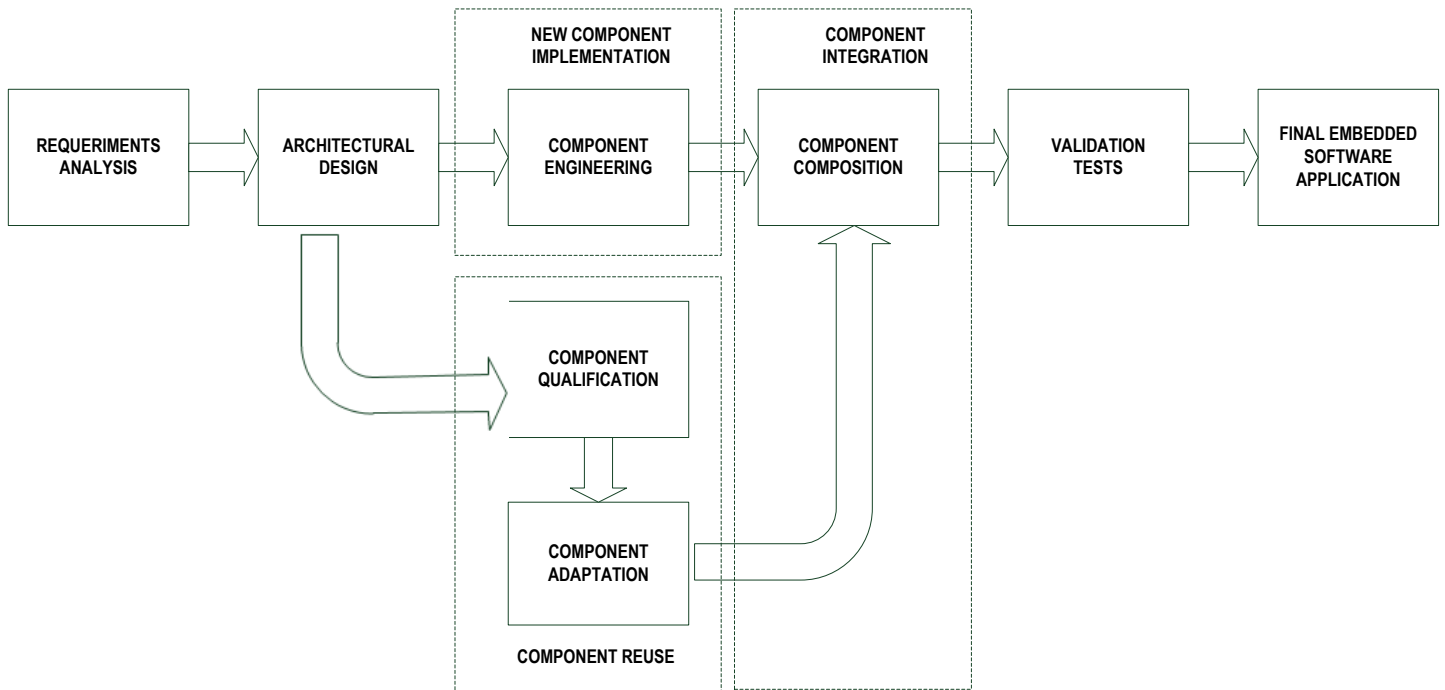 NEW COMPONENT
IMPLEMENTATION
COMPONENT
INTEGRATION
REQUERIMENTS
ANALYSIS
ARCHITECTURAL
DESIGN
COMPONENT
ENGINEERING
COMPONENT
COMPOSITION
VALIDATION
TESTS
FINAL EMBEDDED
SOFTWARE
APPLICATION
COMPONENT
QUALIFICATION
COMPONENT
ADAPTATION
COMPONENT REUSE